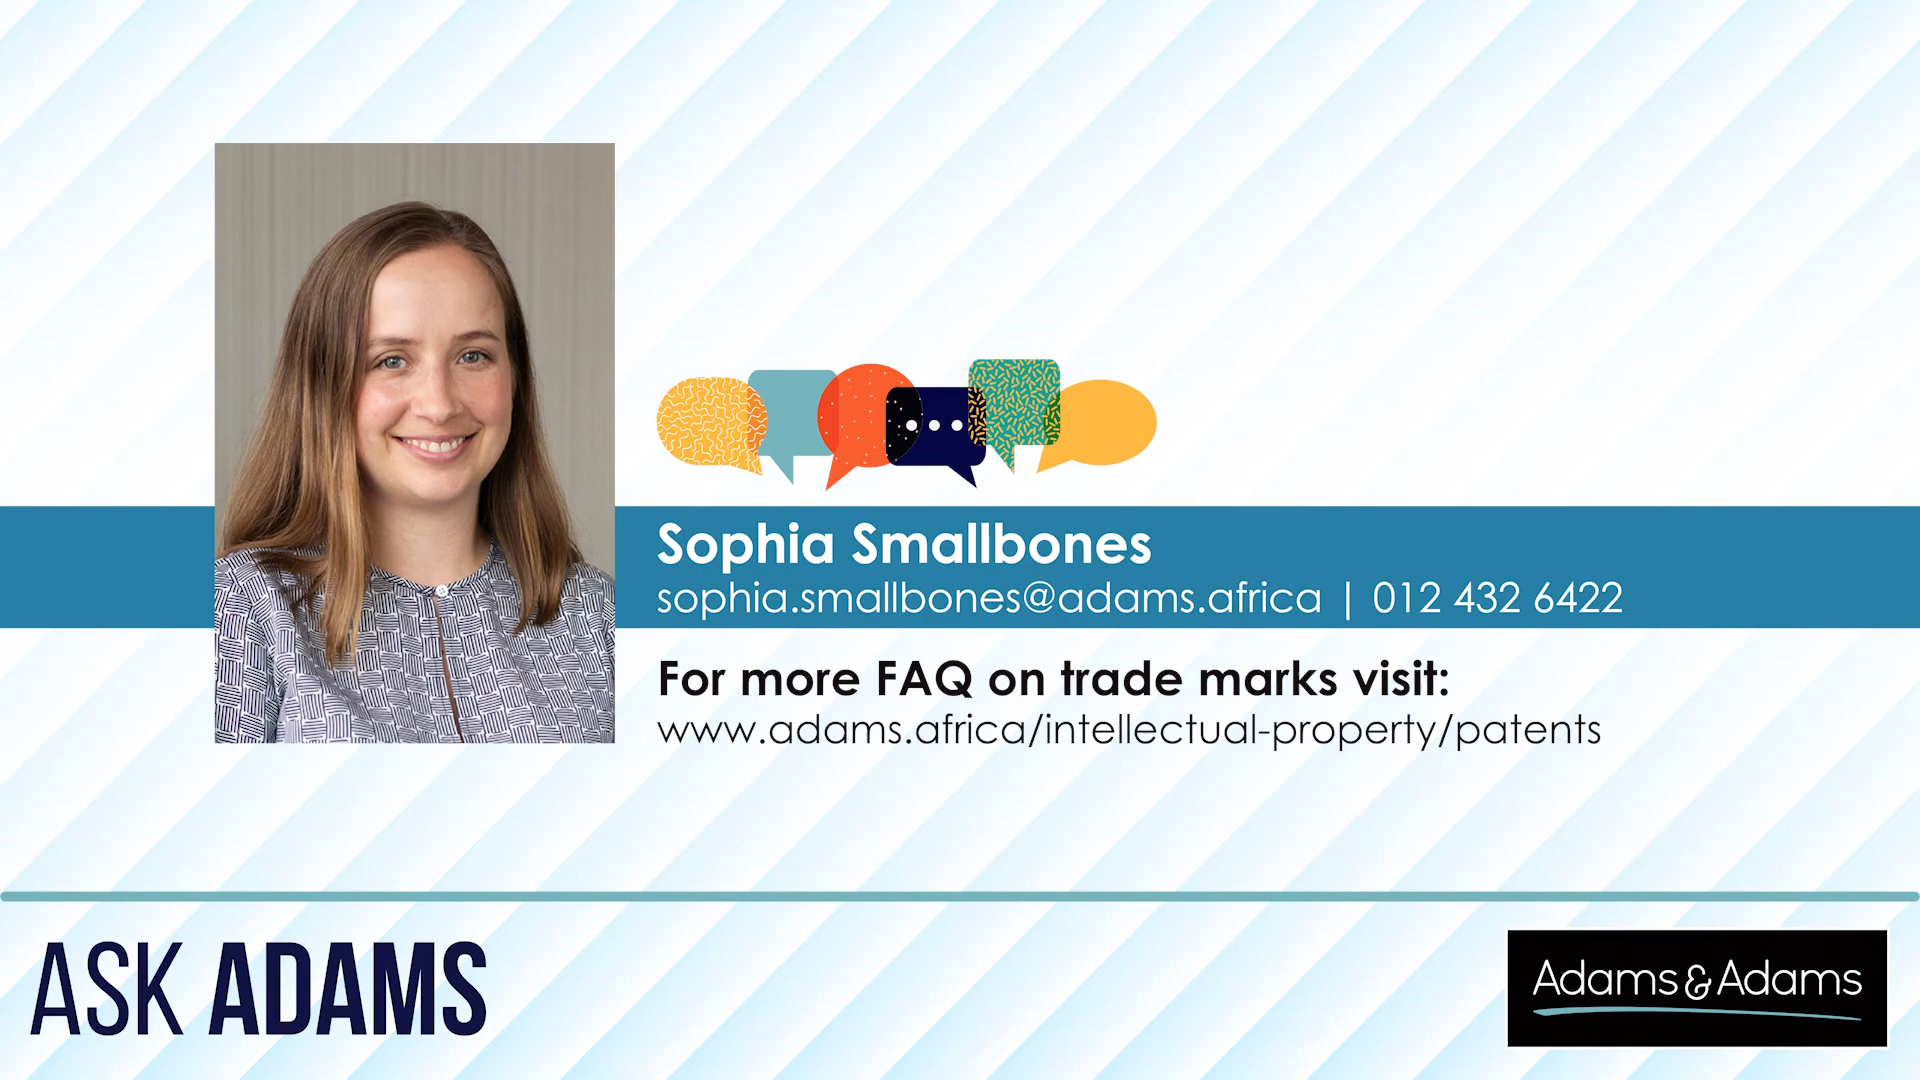 Sophia Smallbones
sophia.smallbones@adams.africa | 012 432 6422
For more FAQ on trade marks visit:
www.adams.africa/intellectual-property/patents
ASK ADAMS
Adams & Adams